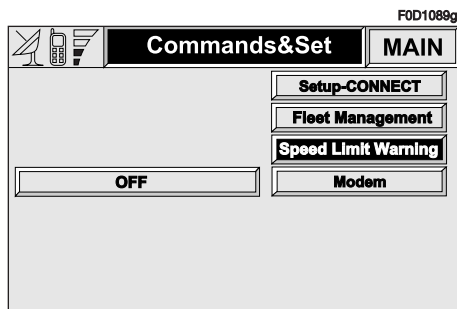 F0D1089g
Commands&Set MAIN
Setup-CONNECT
Fleet Management
Speed Limit Warning
OFF Modem